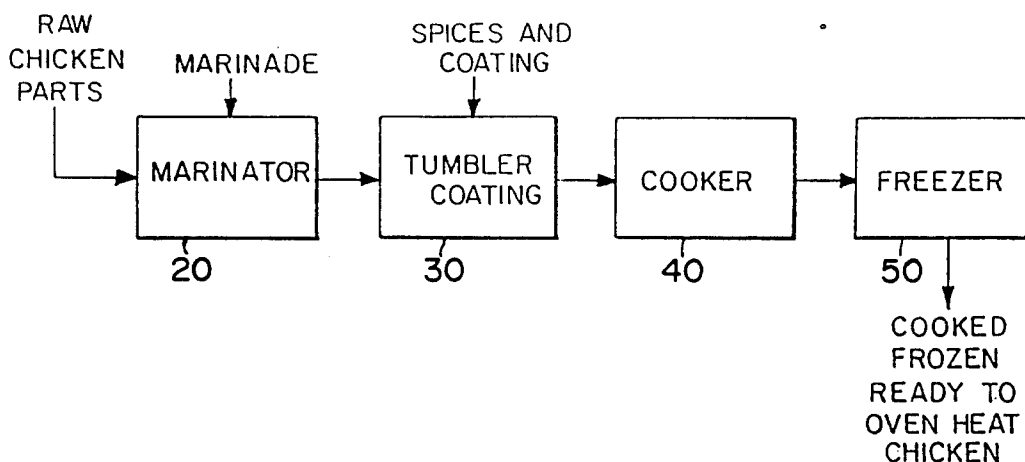 RAW
CHICKEN
PARTS
MARINADE
SPICES AND
COATING
MARINATOR
TUMBLER
COATING
COOKER
FREEZER
20
30
40
50
COOKED
FROZEN
READY TO
OVEN HEAT
CHICKEN